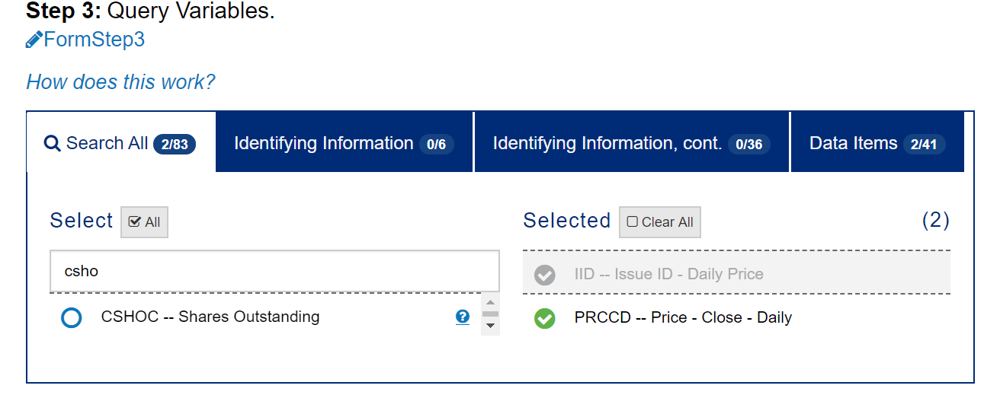 Step 3: Query Variables.
FormStep3
How does this work?
Search All 2/83 Identifying Information 0/6 Identifying Information, cont. 0/36 Data Items 2/41
Select All Selected Clear All (2)
csho
IID -- Issue ID - Daily Price
CSHOC -- Shares Outstanding ? PRCCD -- Price - Close - Daily